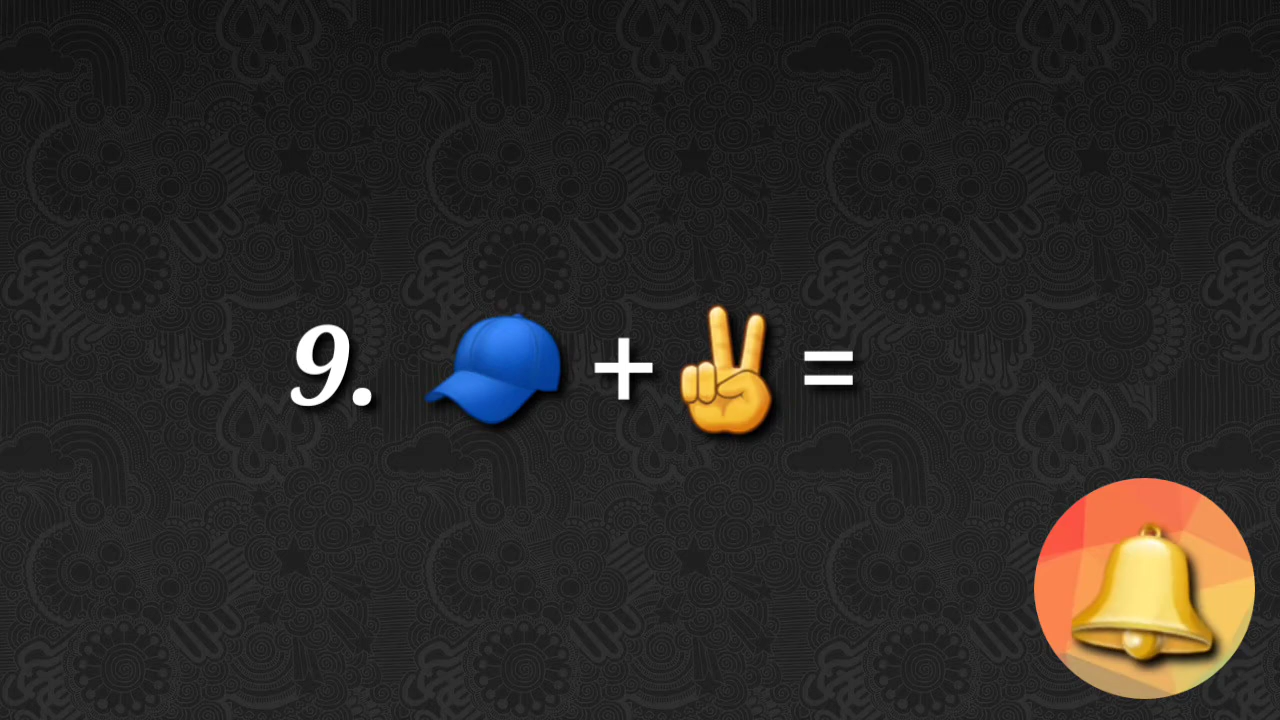 9. 🧢 + ✌ =